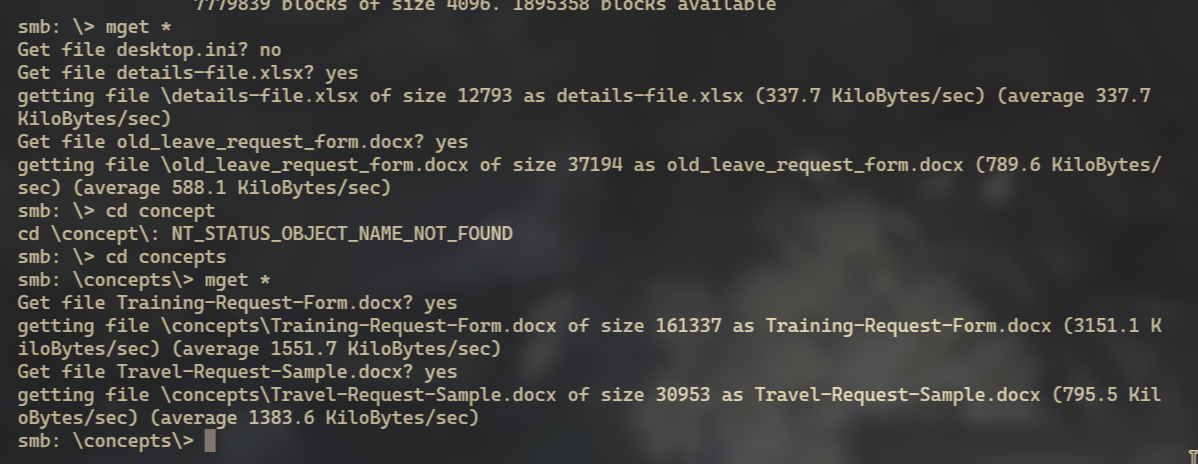 7779839 blocks of size 4096. 1895358 blocks available
smb: \> mget *
Get file desktop.ini? no
Get file details-file.xlsx? yes
getting file \details-file.xlsx of size 12793 as details-file.xlsx (337.7 KiloBytes/sec) (average 337.7
KiloBytes/sec)
Get file old_leave_request_form.docx? yes
getting file \old_leave_request_form.docx of size 37194 as old_leave_request_form.docx (789.6 KiloBytes/
sec) (average 588.1 KiloBytes/sec)
smb: \> cd concept
cd \concept\: NT_STATUS_OBJECT_NAME_NOT_FOUND
smb: \> cd concepts
smb: \concepts\> mget *
Get file Training-Request-Form.docx? yes
getting file \concepts\Training-Request-Form.docx of size 161337 as Training-Request-Form.docx (3151.1 K
iloBytes/sec) (average 1551.7 KiloBytes/sec)
Get file Travel-Request-Sample.docx? yes
getting file \concepts\Travel-Request-Sample.docx of size 30953 as Travel-Request-Sample.docx (795.5 Kil
oBytes/sec) (average 1383.6 KiloBytes/sec)
smb: \concepts\>